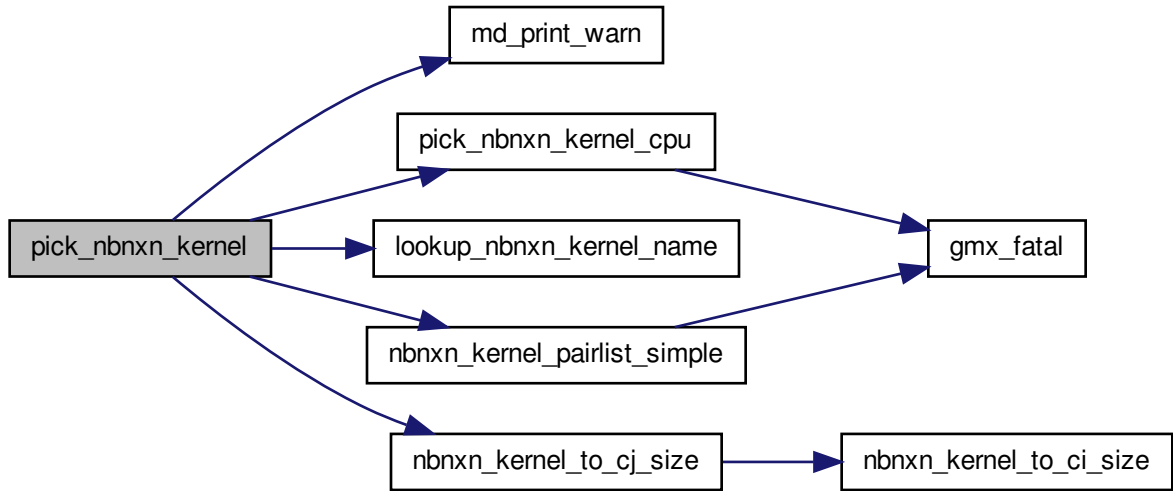 md_print_warn
pick_nbnxn_kernel_cpu
pick_nbnxn_kernel
lookup_nbnxn_kernel_name
gmx_fatal
nbnxn_kernel_pairlist_simple
nbnxn_kernel_to_cj_size
nbnxn_kernel_to_ci_size